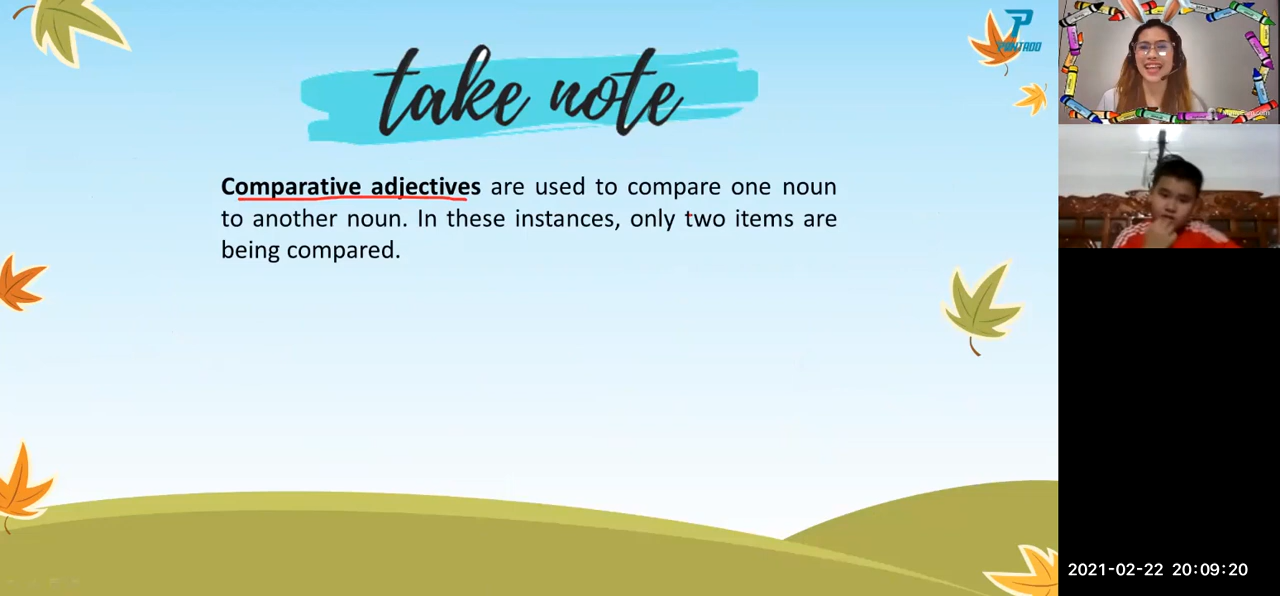 take note
PANTADO
Comparative adjectives are used to compare one noun
to another noun. In these instances, only two items are
being compared.
2021-02-22 20:09:20